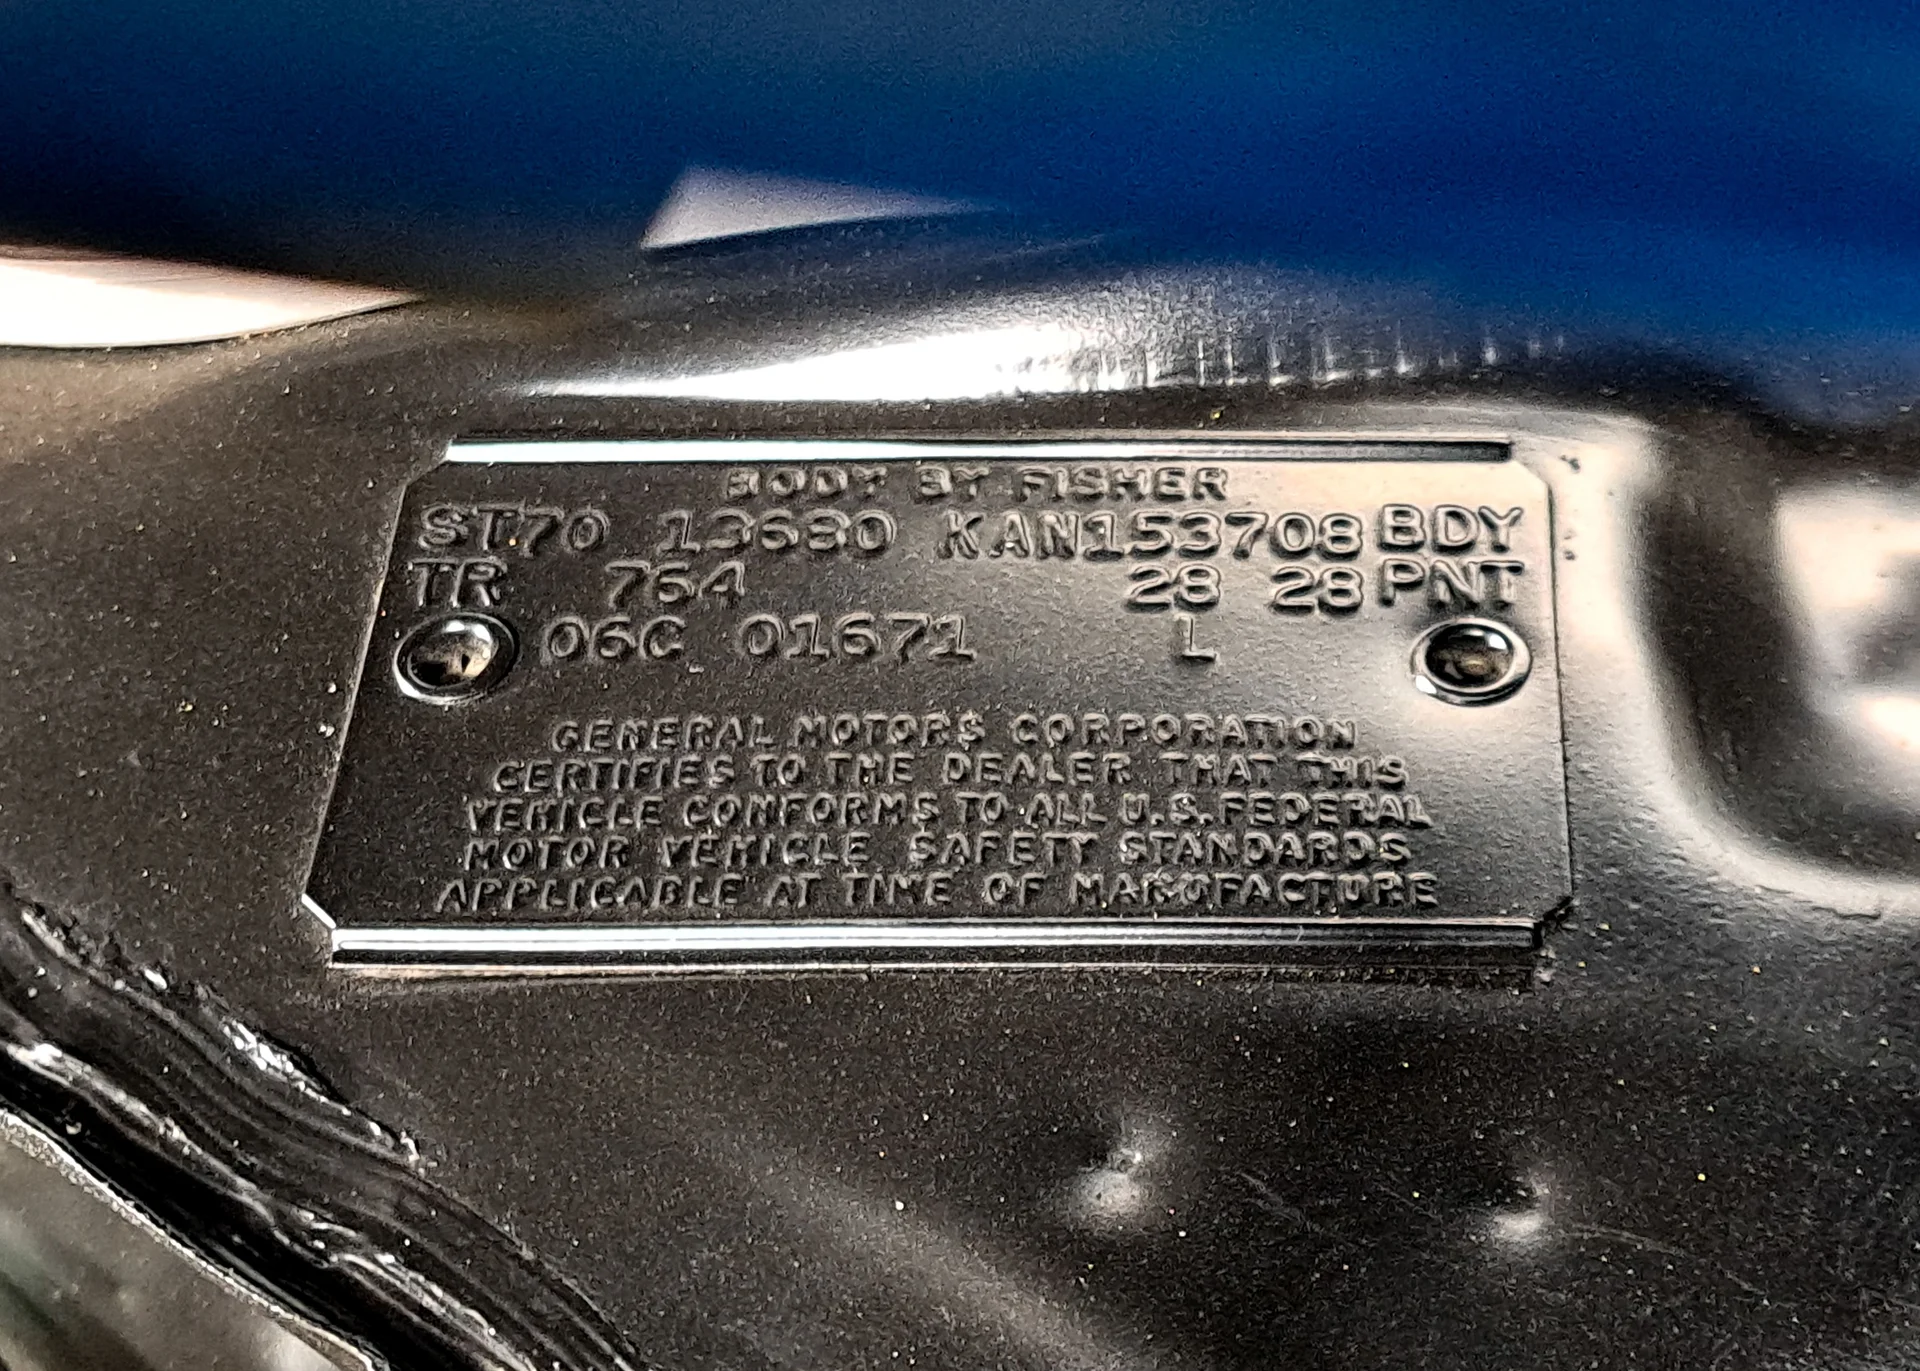 BODY BY FISHER
ST70 13680 KAN153708 BDY
TR 764 28 28 PNT
06C 01671 L
GENERAL MOTORS CORPORATION
CERTIFIES TO THE DEALER THAT THIS
VEHICLE CONFORMS TO ALL U.S. FEDERAL
MOTOR VEHICLE SAFETY STANDARDS
APPLICABLE AT TIME OF MANUFACTURE